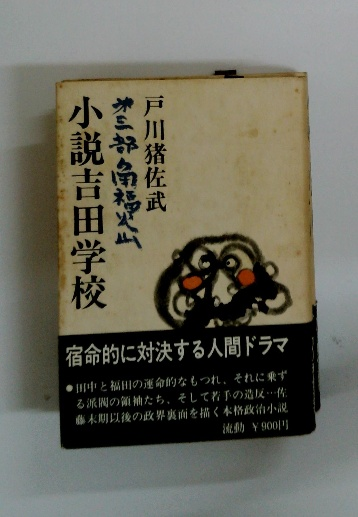 戸川猪佐武
第三部角福火山
小説吉田学校
宿命的に対決する人間ドラマ
●田中と福田の運命的なもつれ、それに乗ず
る派閥の領袖たち、そして若手の造反…佐
藤末期以後の政界裏面を描く本格政治小説
流動 ¥900円